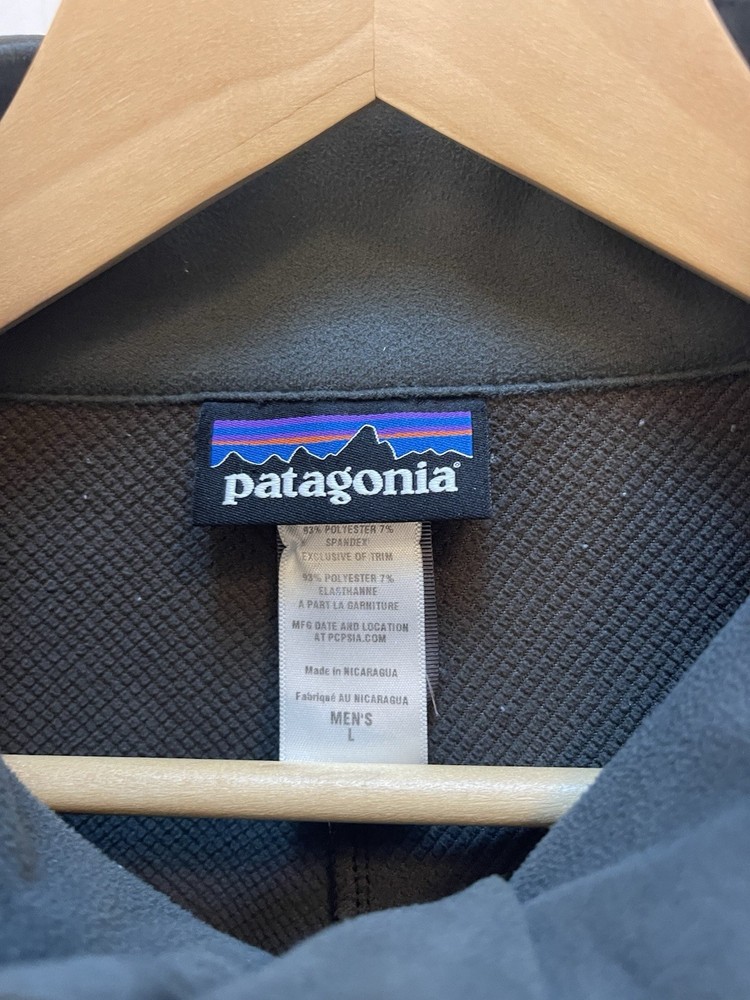 patagonia®
93% POLYESTER 7%
SPANDEX
EXCLUSIVE OF TRIM
93% POLYESTER 7%
ELASTHANNE
A PART LA GARNITURE
MFG DATE AND LOCATION
AT PCPSIA.COM
Made in NICARAGUA
Fabriqué AU NICARAGUA
MEN'S
L